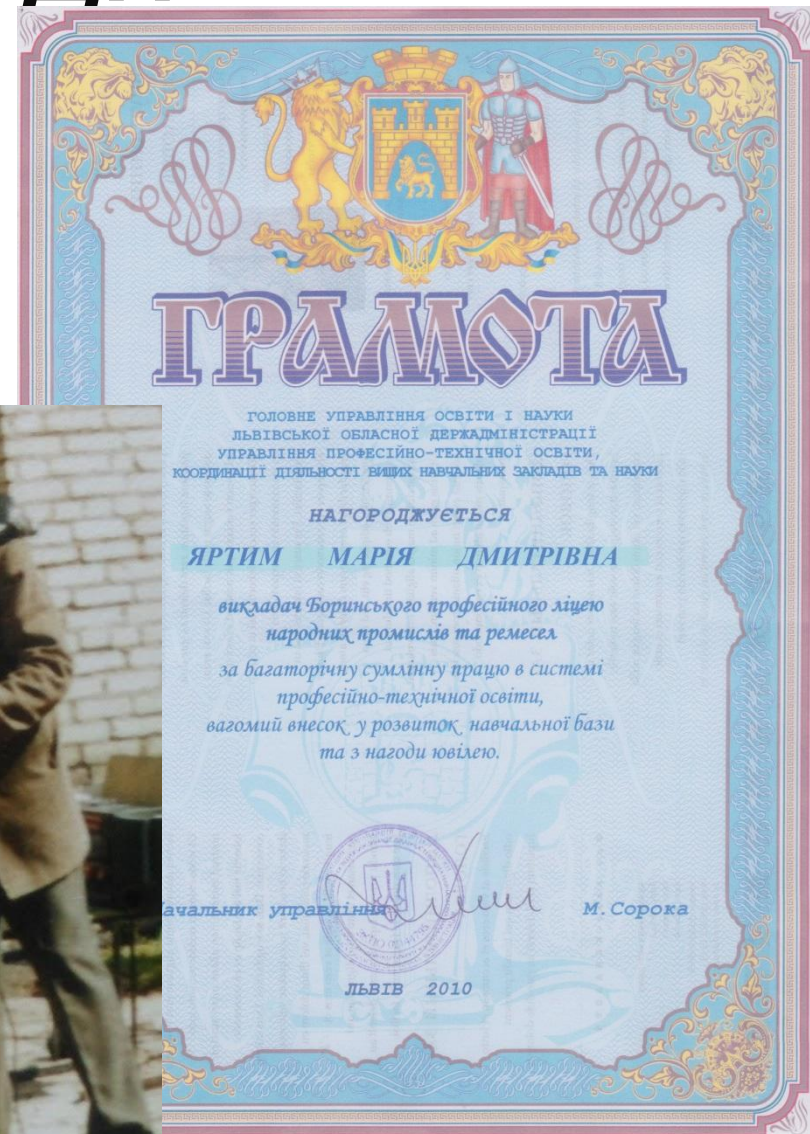 ГРАМОТА
ГОЛОВНЕ УПРАВЛІННЯ ОСВІТИ І НАУКИ
ЛЬВІВСЬКОЇ ОБЛАСНОЇ ДЕРЖАДМІНІСТРАЦІЇ
УПРАВЛІННЯ ПРОФЕСІЙНО-ТЕХНІЧНОЇ ОСВІТИ,
КООРДИНАЦІЇ ДІЯЛЬНОСТІ ВИЩИХ НАВЧАЛЬНИХ ЗАКЛАДІВ ТА НАУКИ
НАГОРОДЖУЄТЬСЯ
ЯРТИМ МАРІЯ ДМИТРІВНА
викладач Боринського професійного ліцею
народних промислів та ремесел
за багаторічну сумлінну працю в системі
професійно-технічної освіти,
вагомий внесок у розвиток навчальної бази
та з нагоди ювілею.
ачальник управління М.Сорока
ЛЬВІВ 2010